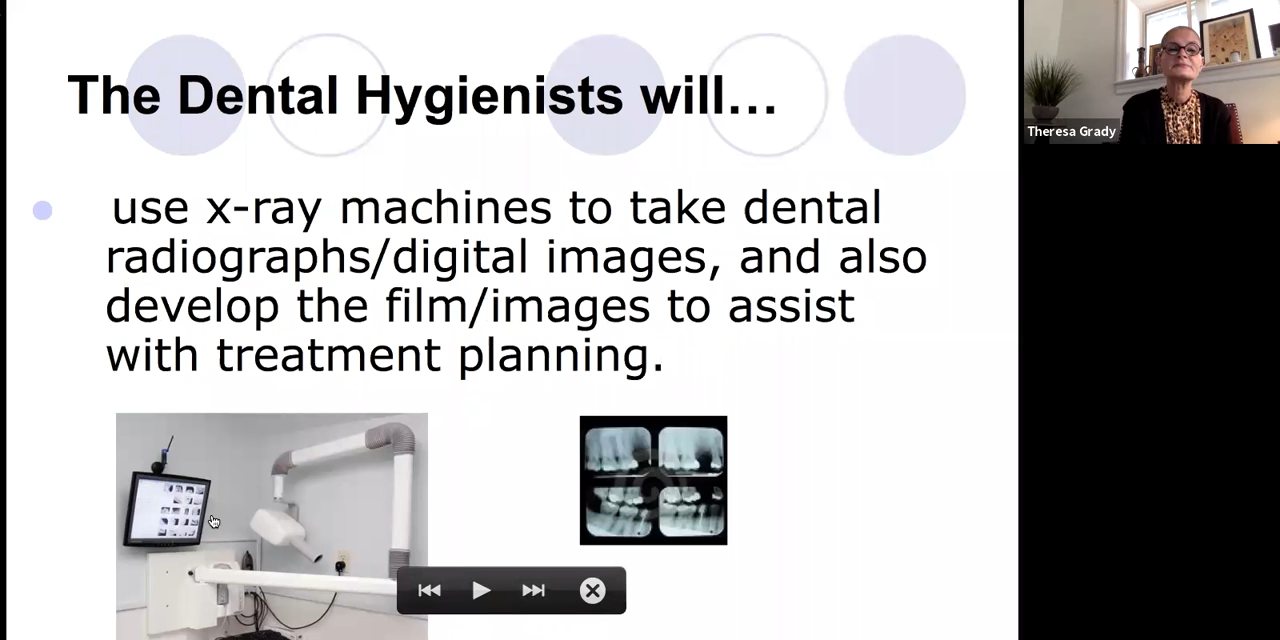 The Dental Hygienists will…
use x-ray machines to take dental
radiographs/digital images, and also
develop the film/images to assist
with treatment planning.
Theresa Grady